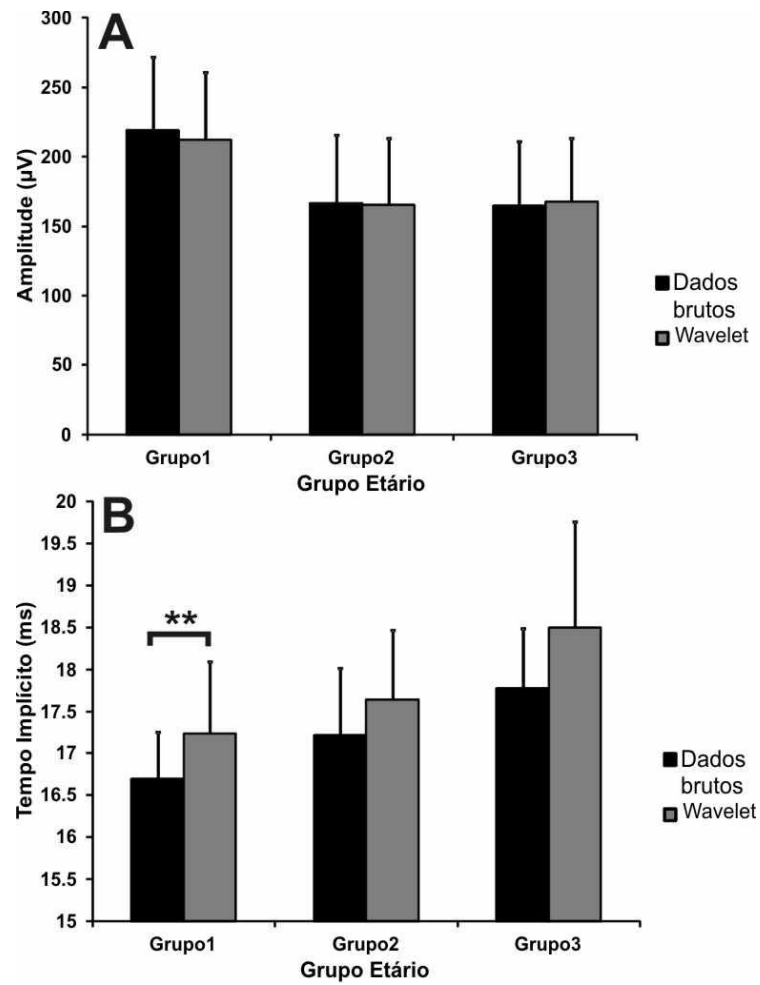 A
300
250
200
150
100
50
0
Amplitude (µV)
Grupo1 Grupo2 Grupo3
Grupo Etário
Dados
brutos
Wavelet
B
20
19.5
19
18.5
18
17.5
17
16.5
16
15.5
15
Tempo Implícito (ms)
**
Grupo1 Grupo2 Grupo3
Grupo Etário
Dados
brutos
Wavelet